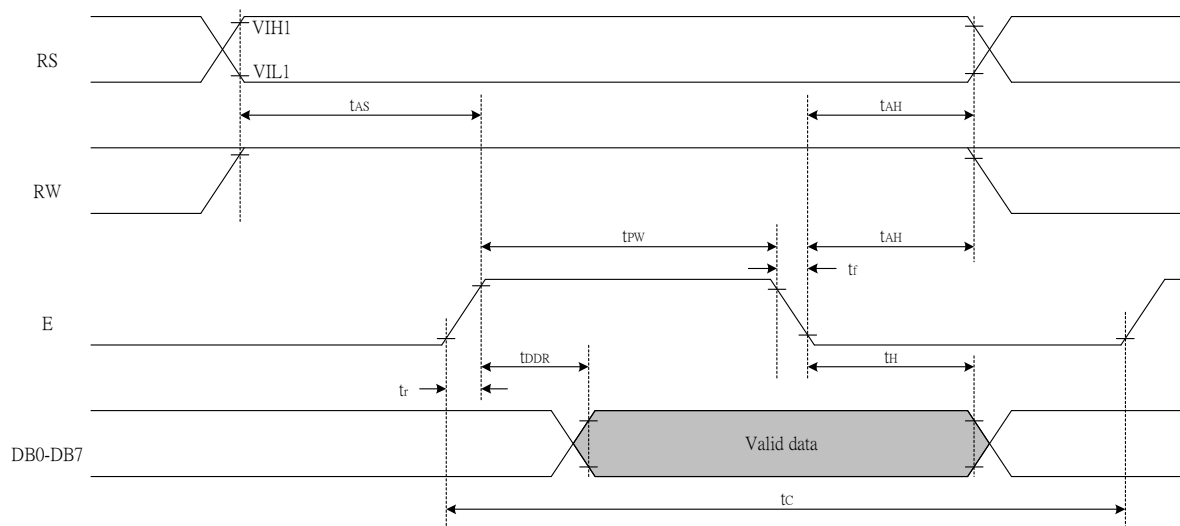 VIH1
RS
VIL1
tAS
tAH
RW
tPW
tAH
tf
E
tDDR
tH
tr
Valid data
DB0-DB7
tC